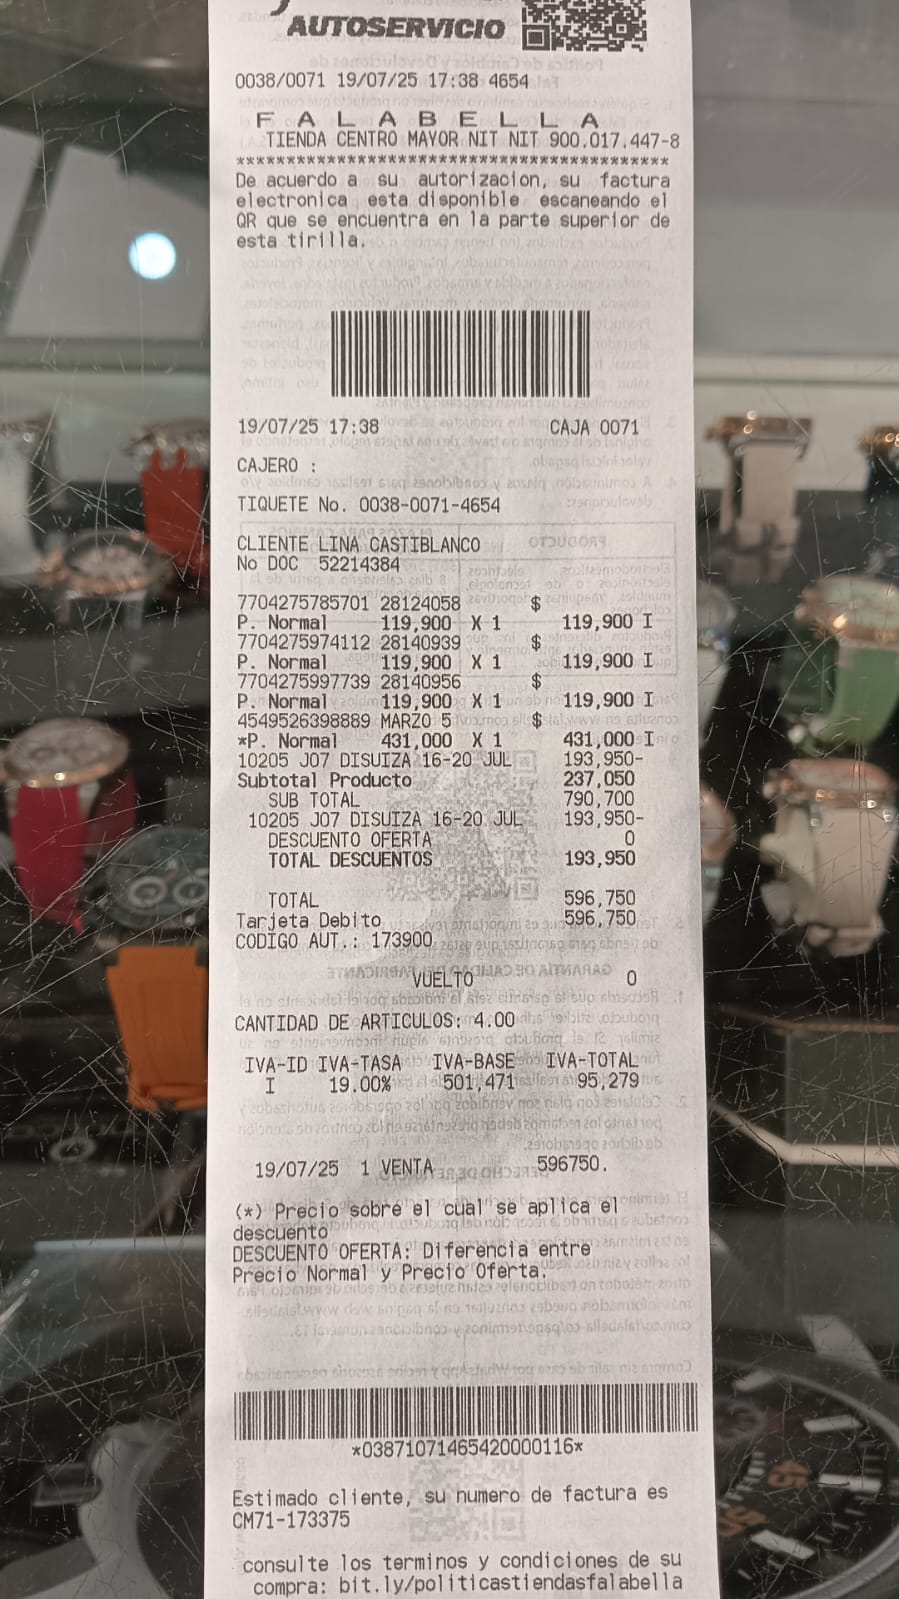 AUTOSERVICIO
0038/0071 19/07/25 17:38 4654
F A L A B E L L A
TIENDA CENTRO MAYOR NIT NIT 900.017.447-8
*****************************************
De acuerdo a su autorizacion, su factura
electronica esta disponible escaneando el
QR que se encuentra en la parte superior de
esta tirilla.
19/07/25 17:38 CAJA 0071
CAJERO :
TIQUETE No. 0038-0071-4654
CLIENTE LINA CASTIBLANCO
No DOC 52214384
7704275785701 28124058 $
P. Normal 119,900 X 1 119,900 I
7704275974112 28140939 $
P. Normal 119,900 X 1 119,900 I
7704275997739 28140956 $
P. Normal 119,900 X 1 119,900 I
4549526398889 MARZO 5 $
*P. Normal 431,000 X 1 431,000 I
10205 J07 DISUIZA 16-20 JUL 193,950-
Subtotal Producto 237,050
SUB TOTAL 790,700
10205 J07 DISUIZA 16-20 JUL 193,950-
DESCUENTO OFERTA 0
TOTAL DESCUENTOS 193,950
TOTAL 596,750
Tarjeta Debito 596,750
CODIGO AUT.: 173900
VUELTO 0
CANTIDAD DE ARTICULOS: 4.00
IVA-ID IVA-TASA IVA-BASE IVA-TOTAL
I 19.00% 501,471 95,279
19/07/25 1 VENTA 596750.
(*) Precio sobre el cual se aplica el
descuento
DESCUENTO OFERTA: Diferencia entre
Precio Normal y Precio Oferta.
*03871071465420000116*
Estimado cliente, su numero de factura es
CM71-173375
consulte los terminos y condiciones de su
compra: bit.ly/politicastiendasfalabella